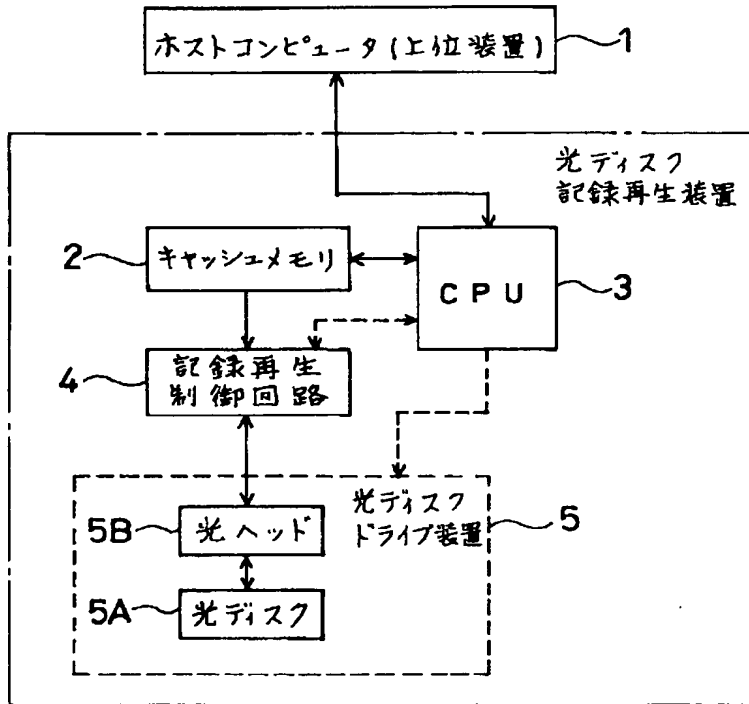 ホストコンピュータ(上位装置)
1
光ディスク
記録再生装置
2
キャッシュメモリ
CPU
3
4
記録再生
制御回路
5B
光ヘッド
光ディスク
ドライブ装置
5
5A
光ディスク